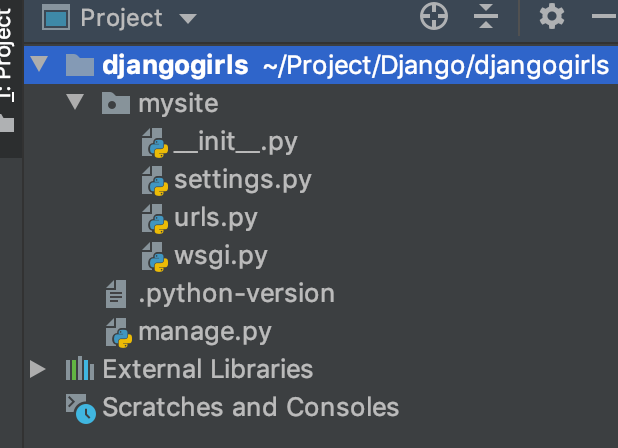 Project
1: Project
djangogirls ~/Project/Django/djangogirls
mysite
__init__.py
settings.py
urls.py
wsgi.py
.python-version
manage.py
External Libraries
Scratches and Consoles